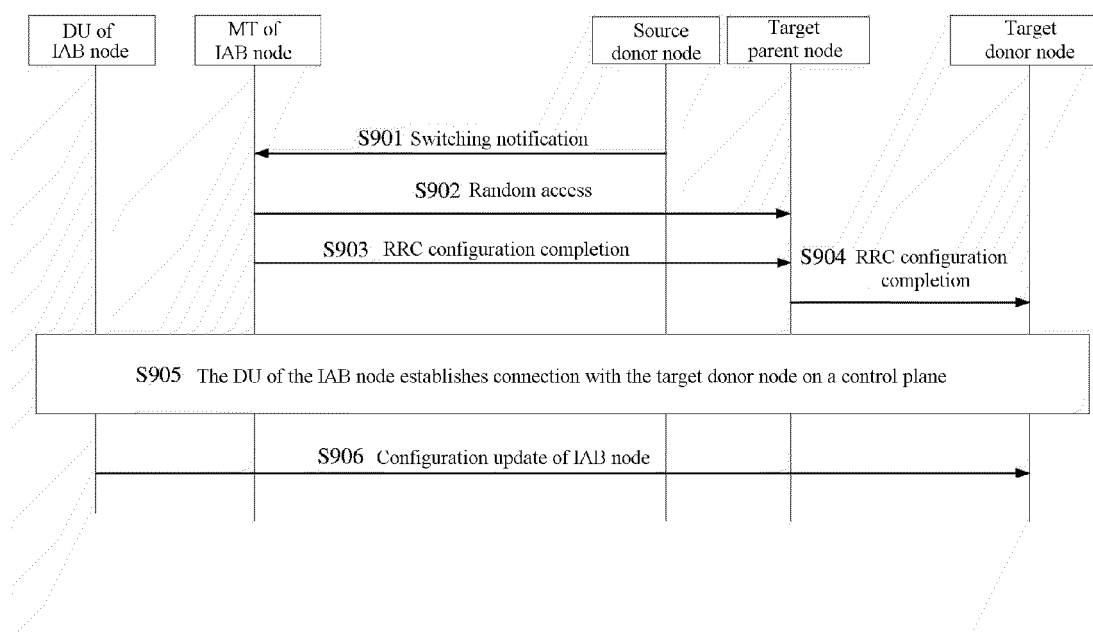 DU of
IAB node
MT of
IAB node
Source
donor node
Target
parent node
Target
donor node
S901 Switching notification
S902 Random access
S903 RRC configuration completion
S904 RRC configuration
completion
S905 The DU of the IAB node establishes connection with the target donor node on a control plane
S906 Configuration update of IAB node